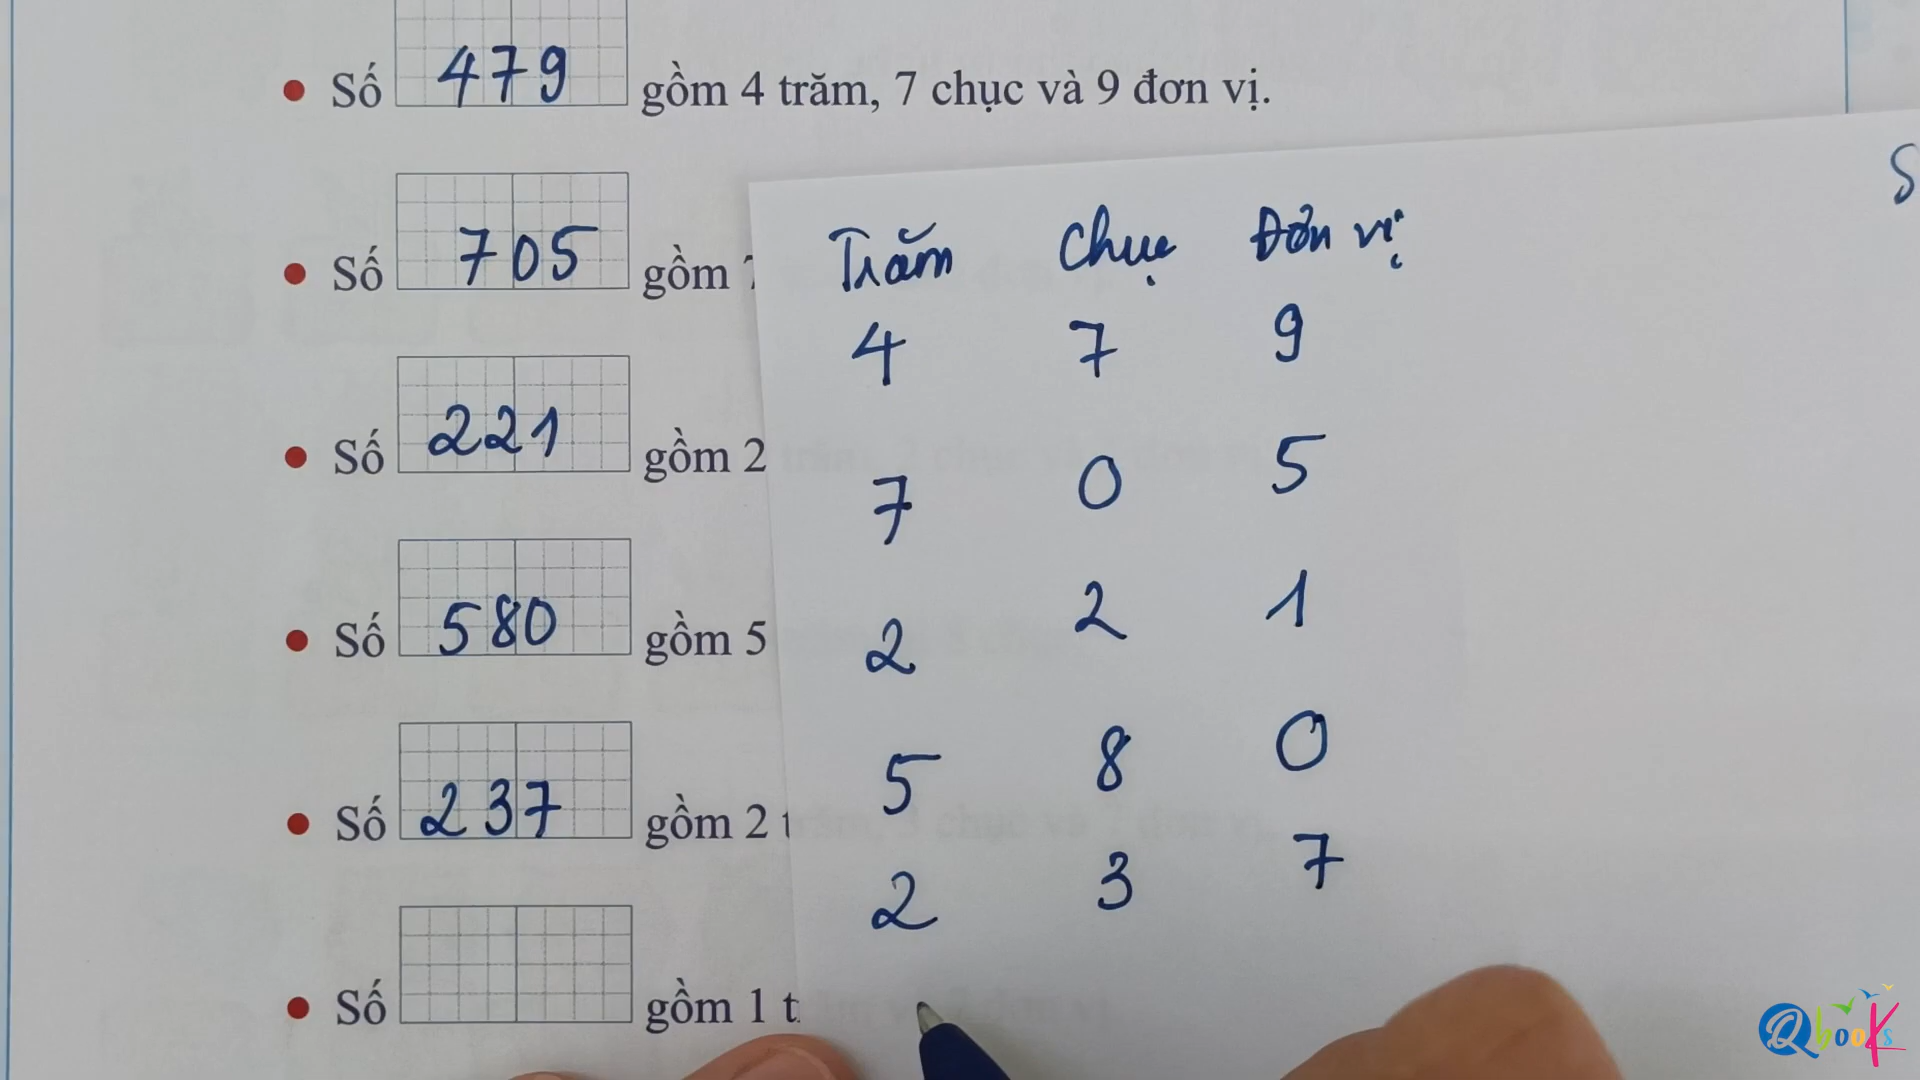 Số 479 gồm 4 trăm, 7 chục và 9 đơn vị.
Số 705 gồm 7
Số 221 gồm 2
Số 580 gồm 5
Số 237 gồm 2 t
Số gồm 1 t
Trăm Chục Đơn vị
4 7 9
7 0 5
2 2 1
5 8 0
2 3 7
S
Qbooks